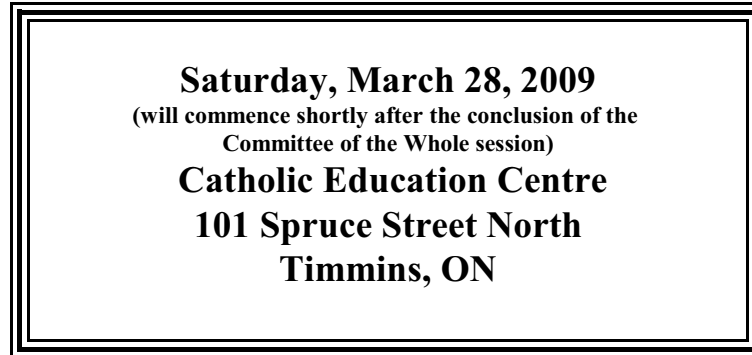 Saturday, March 28, 2009
(will commence shortly after the conclusion of the
Committee of the Whole session)
Catholic Education Centre
101 Spruce Street North
Timmins, ON